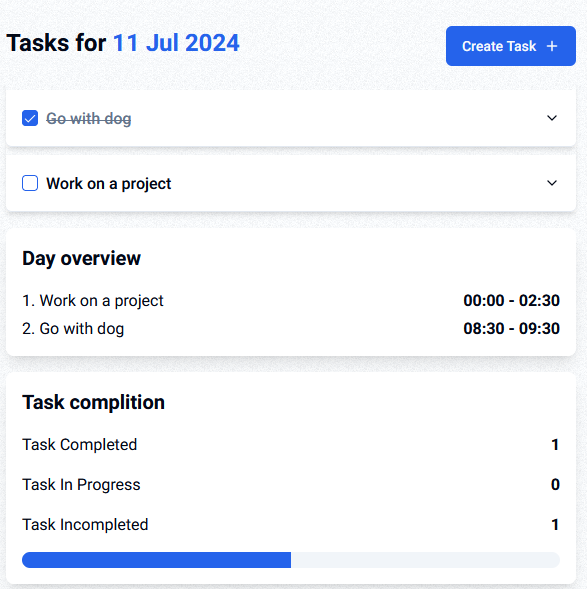 Tasks for 11 Jul 2024
Create Task +
Go with dog
Work on a project
Day overview
1. Work on a project 00:00 - 02:30
2. Go with dog 08:30 - 09:30
Task complition
Task Completed 1
Task In Progress 0
Task Incompleted 1